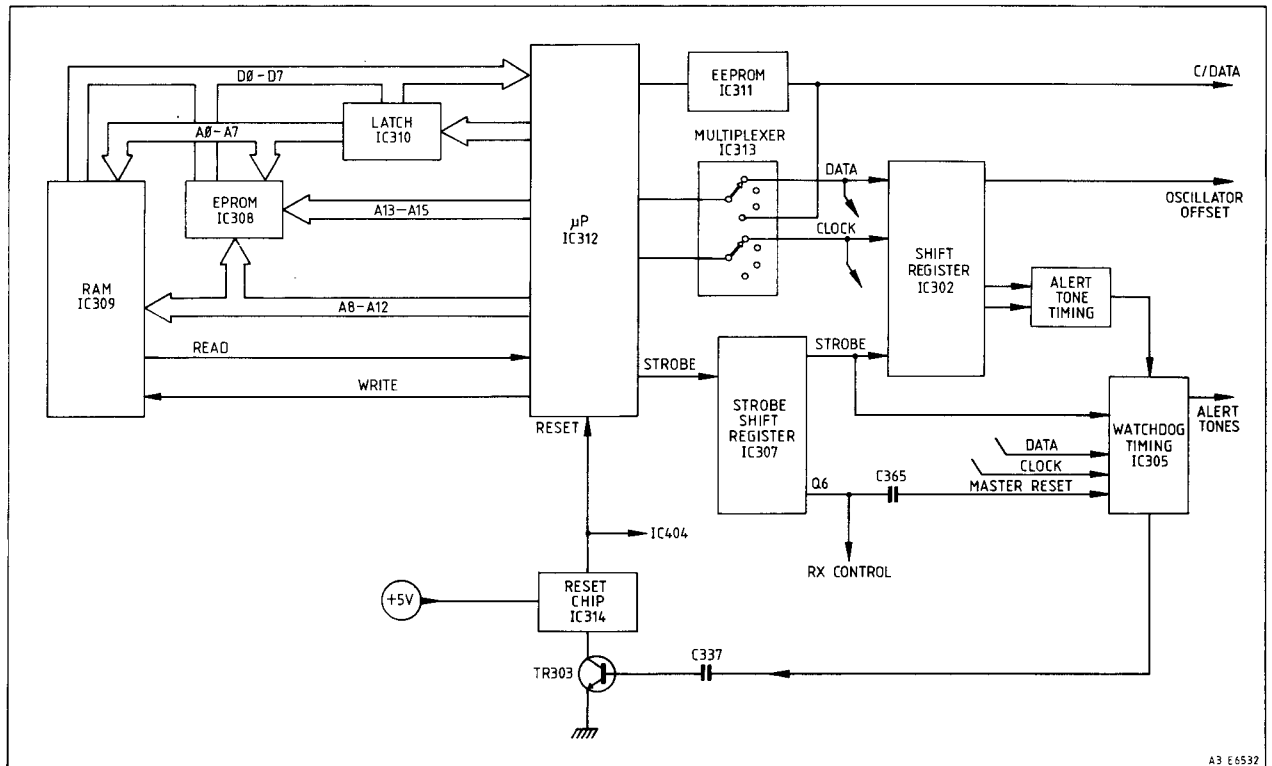 DØ-D7
LATCH
IC310
AØ-A7
EPROM
IC308
A13-A15
RAM
IC309
A8-A12
READ
WRITE
µP
IC312
RESET
EEPROM
IC311
C/DATA
MULTIPLEXER
IC313
DATA
CLOCK
SHIFT
REGISTER
IC302
OSCILLATOR
OFFSET
ALERT
TONE
TIMING
STROBE
STROBE
SHIFT
REGISTER
IC307
STROBE
Q6
C365
RX CONTROL
DATA
CLOCK
MASTER RESET
WATCHDOG
TIMING
IC305
ALERT
TONES
IC404
+5V
RESET
CHIP
IC314
TR303
C337
A3 E6532